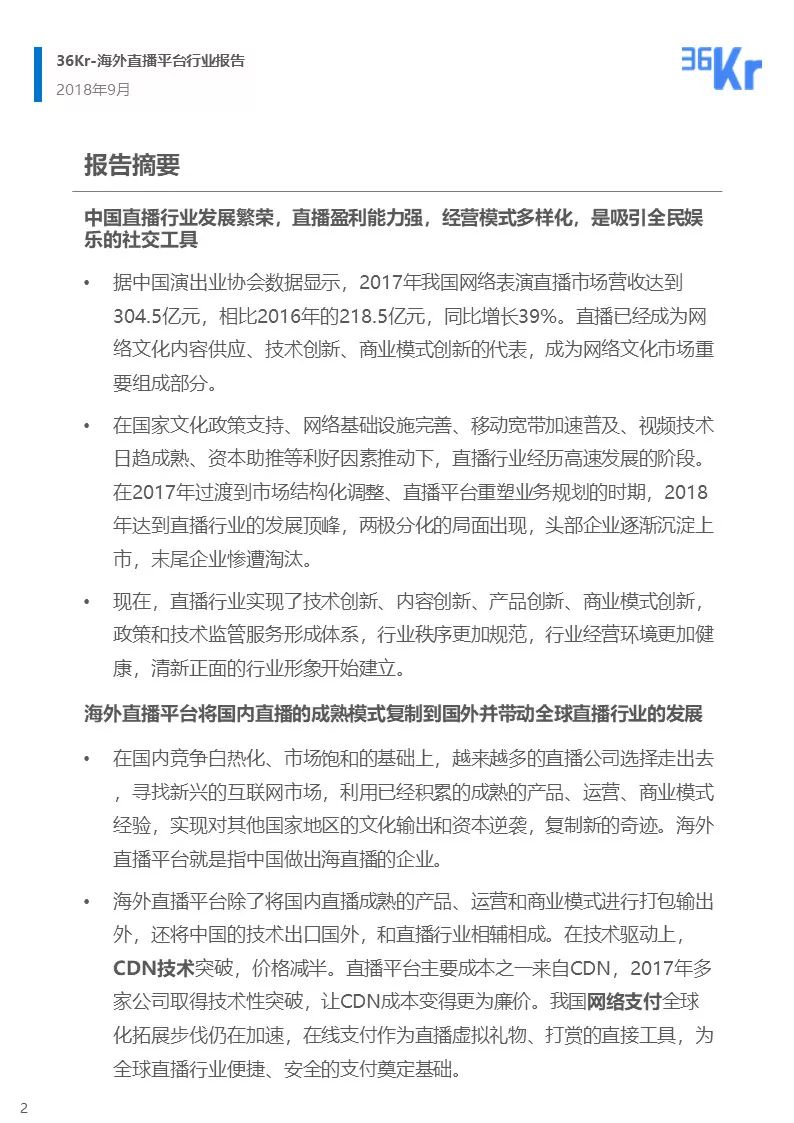 36Kr-海外直播平台行业报告
2018年9月
36Kr
报告摘要
中国直播行业发展繁荣，直播盈利能力强，经营模式多样化，是吸引全民娱
乐的社交工具
• 据中国演出业协会数据显示，2017年我国网络表演直播市场营收达到
304.5亿元，相比2016年的218.5亿元，同比增长39%。直播已经成为网
络文化内容供应、技术创新、商业模式创新的代表，成为网络文化市场重
要组成部分。
• 在国家文化政策支持、网络基础设施完善、移动宽带加速普及、视频技术
日趋成熟、资本助推等利好因素推动下，直播行业经历高速发展的阶段。
在2017年过渡到市场结构化调整、直播平台重塑业务规划的时期，2018
年达到直播行业的发展顶峰，两极分化的局面出现，头部企业逐渐沉淀上
市，末尾企业惨遭淘汰。
• 现在，直播行业实现了技术创新、内容创新、产品创新、商业模式创新，
政策和技术监管服务形成体系，行业秩序更加规范，行业经营环境更加健
康，清新正面的行业形象开始建立。
海外直播平台将国内直播的成熟模式复制到国外并带动全球直播行业的发展
• 在国内竞争白热化、市场饱和的基础上，越来越多的直播公司选择走出去
，寻找新兴的互联网市场，利用已经积累的成熟的产品、运营、商业模式
经验，实现对其他国家地区的文化输出和资本逆袭，复制新的奇迹。海外
直播平台就是指中国做出海直播的企业。
• 海外直播平台除了将国内直播成熟的产品、运营和商业模式进行打包输出
外，还将中国的技术出口国外，和直播行业相辅相成。在技术驱动上，
CDN技术突破，价格减半。直播平台主要成本之一来自CDN，2017年多
家公司取得技术性突破，让CDN成本变得更为廉价。我国网络支付全球
化拓展步伐仍在加速，在线支付作为直播虚拟礼物、打赏的直接工具，为
全球直播行业便捷、安全的支付奠定基础。
2